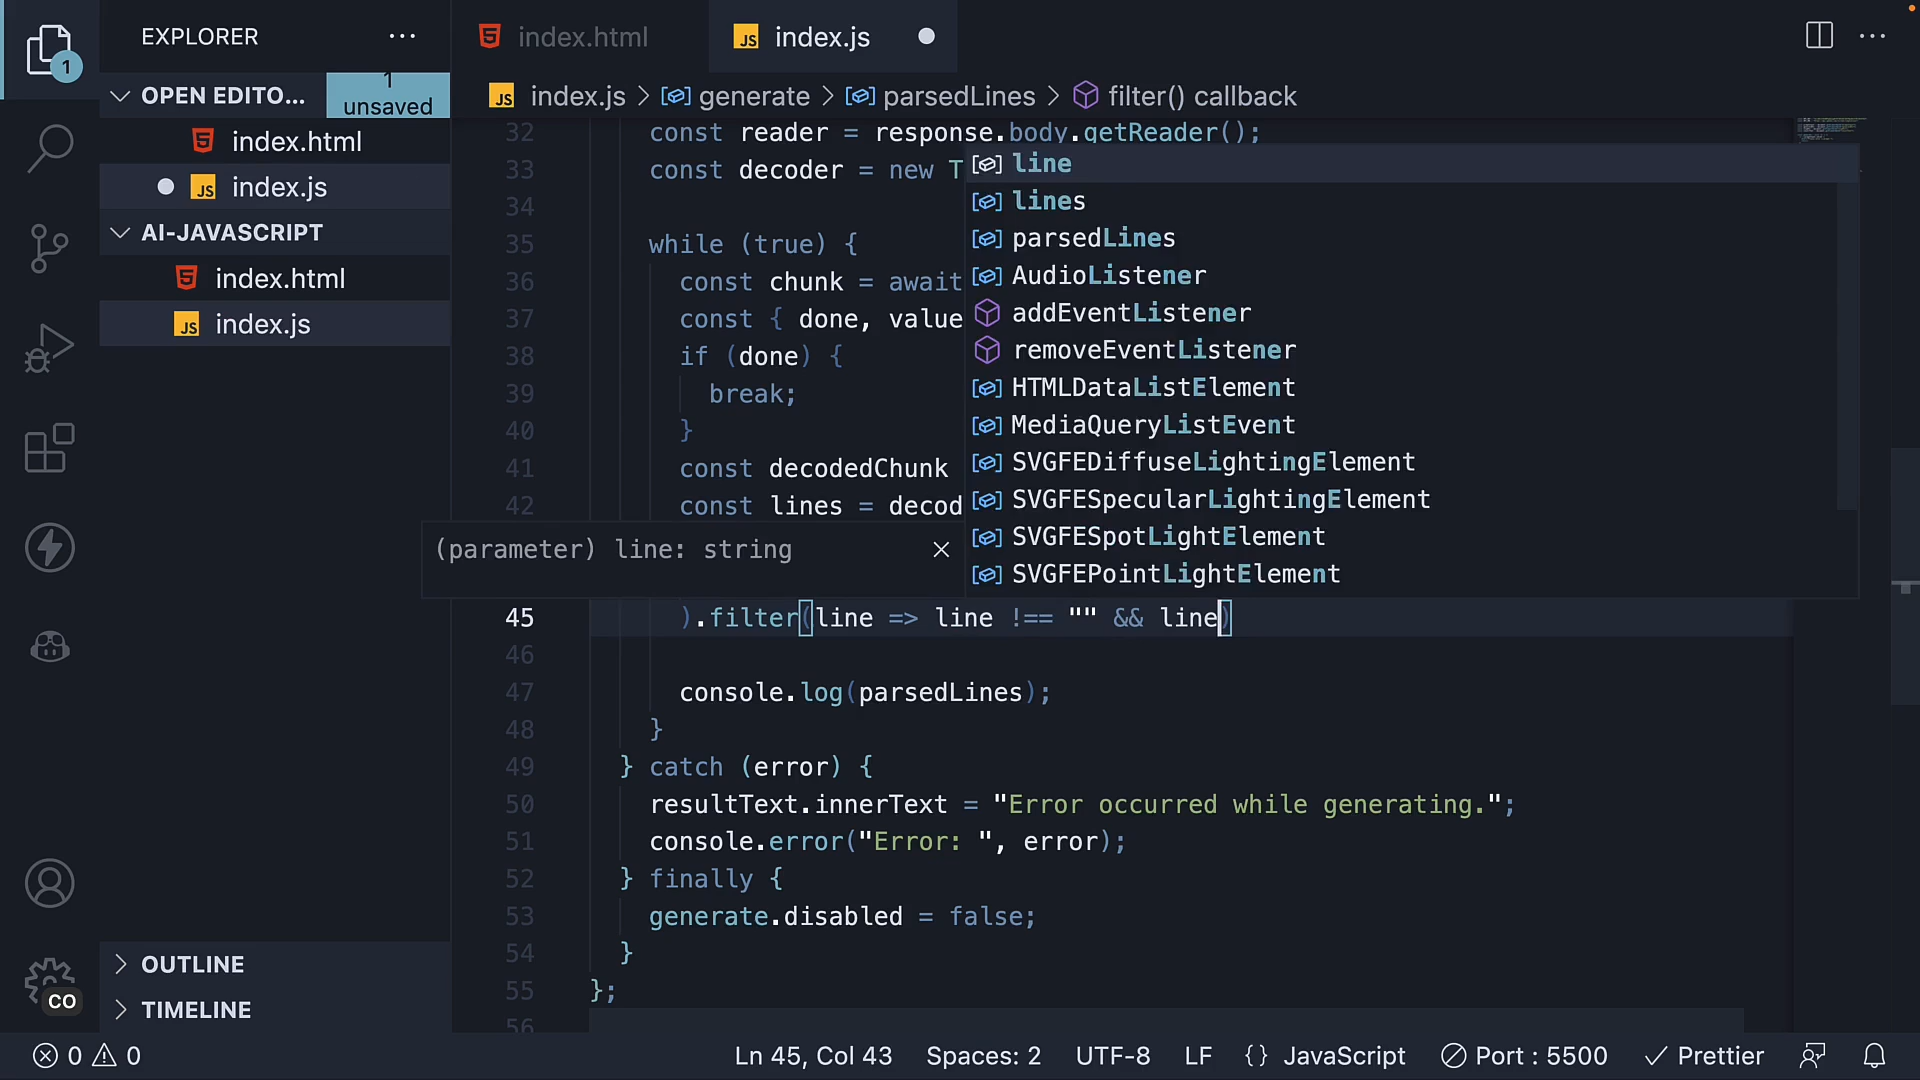 EXPLORER
1
OPEN EDITO...
1
unsaved
index.html
index.js
AI-JAVASCRIPT
index.html
index.js
OUTLINE
TIMELINE
CO
index.html
JS index.js
JS index.js > generate > parsedLines > filter() callback
32 const reader = response.body.getReader();
33 const decoder = new T
34
35 while (true) {
36 const chunk = await
37 const { done, value
38 if (done) {
39 break;
40 }
41 const decodedChunk
42 const lines = decod
line
lines
parsedLines
AudioListener
addEventListener
removeEventListener
HTMLDataListElement
MediaQueryListEvent
SVGFEDiffuseLightingElement
SVGFESpecularLightingElement
SVGFESpotLightElement
SVGFEPointLightElement
(parameter) line: string
45 ).filter(line => line !== "" && line)
46
47 console.log(parsedLines);
48 }
49 } catch (error) {
50 resultText.innerText = "Error occurred while generating.";
51 console.error("Error: ", error);
52 } finally {
53 generate.disabled = false;
54 }
55 };
56
0 0 Ln 45, Col 43 Spaces: 2 UTF-8 LF {} JavaScript Port : 5500 Prettier